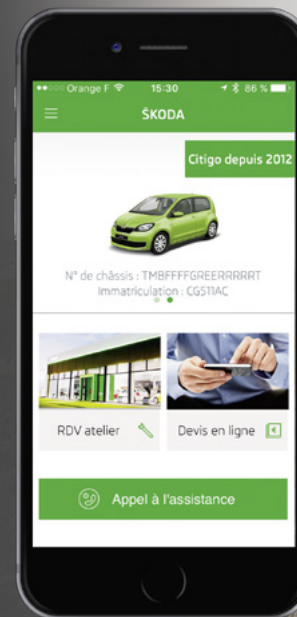 Orange F 15:30 86 %
ŠKODA
Citigo depuis 2012
N° de châssis : TMBFFFFGREERRRRRT
Immatriculation : CG511AC
RDV atelier
Devis en ligne €
Appel à l'assistance